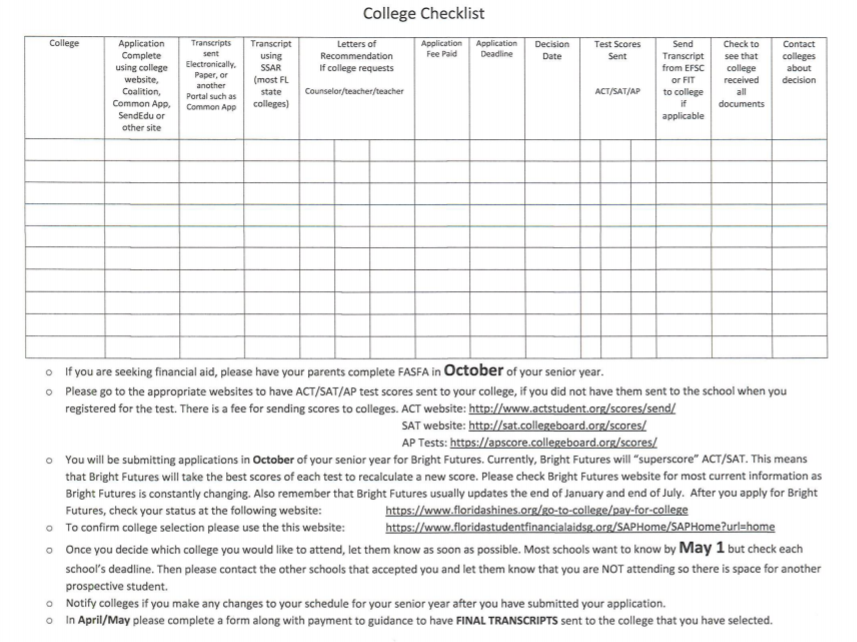 College Checklist
College
Application
Complete
using college
website,
Coalition,
Common App,
SendEdu or
other site
Transcripts
sent
Electronically,
Paper, or
another
Portal such as
Common App
Transcript
using
SSAR
(most FL
state
colleges)
Letters of
Recommendation
If college requests
Counselor/teacher/teacher
Application
Fee Paid
Application
Deadline
Decision
Date
Test Scores
Sent
ACT/SAT/AP
Send
Transcript
from EFSC
or FIT
to college
if
applicable
Check to
see that
college
received
all
documents
Contact
colleges
about
decision
o If you are seeking financial aid, please have your parents complete FASFA in October of your senior year.
o Please go to the appropriate websites to have ACT/SAT/AP test scores sent to your college, if you did not have them sent to the school when you
registered for the test. There is a fee for sending scores to colleges. ACT website: http://www.actstudent.org/scores/send/
SAT website: http://sat.collegeboard.org/scores/
AP Tests: https://apscore.collegeboard.org/scores/
o You will be submitting applications in October of your senior year for Bright Futures. Currently, Bright Futures will "superscore" ACT/SAT. This means
that Bright Futures will take the best scores of each test to recalculate a new score. Please check Bright Futures website for most current information as
Bright Futures is constantly changing. Also remember that Bright Futures usually updates the end of January and end of July. After you apply for Bright
Futures, check your status at the following website: https://www.floridashines.org/go-to-college/pay-for-college
o To confirm college selection please use the this website: https://www.floridastudentfinancialaidsg.org/SAPHome/SAPHome?url=home
o Once you decide which college you would like to attend, let them know as soon as possible. Most schools want to know by May 1 but check each
school's deadline. Then please contact the other schools that accepted you and let them know that you are NOT attending so there is space for another
prospective student.
o Notify colleges if you make any changes to your schedule for your senior year after you have submitted your application.
o In April/May please complete a form along with payment to guidance to have FINAL TRANSCRIPTS sent to the college that you have selected.